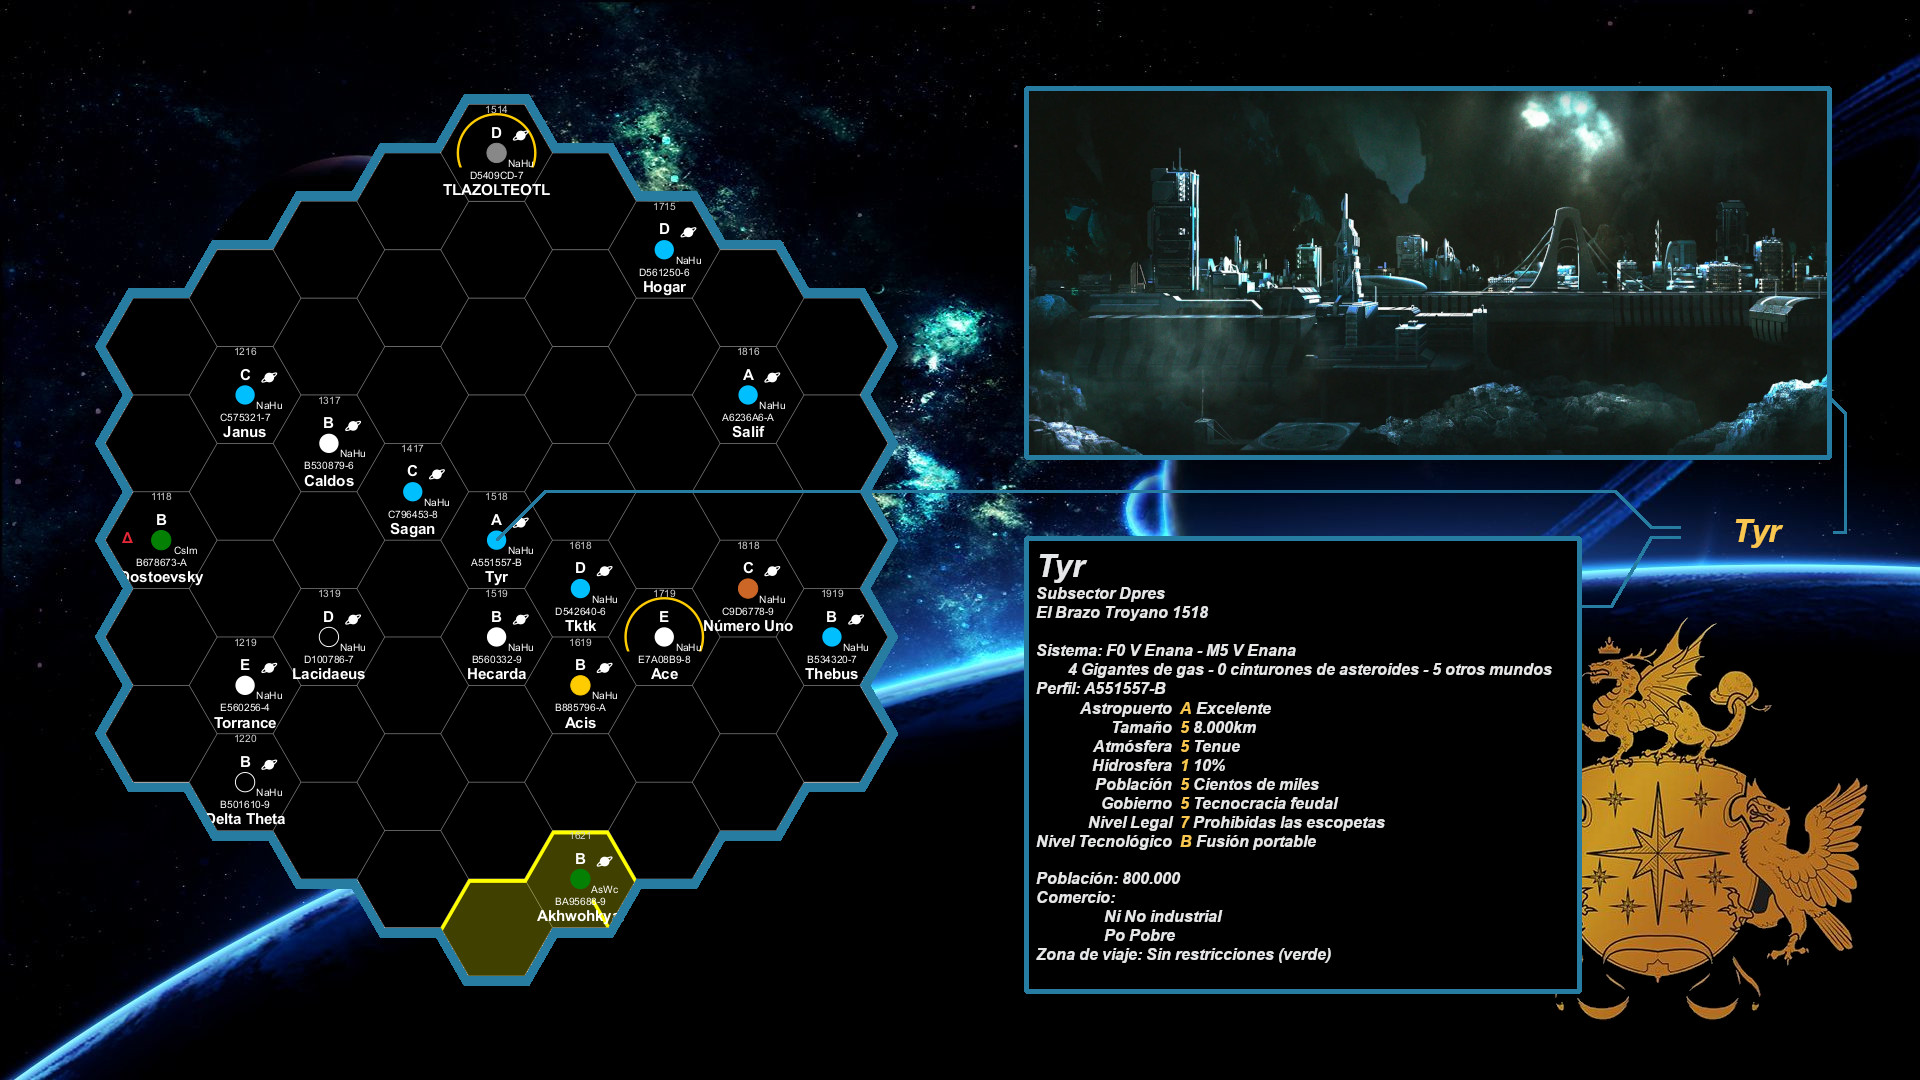 1514
D
NaHu
D5409CD-7
TLAZOLTEOTL
1715
D
NaHu
D561250-6
Hogar
1216
C
NaHu
C575321-7
Janus
1816
A
NaHu
A6236A6-A
Salif
1317
B
NaHu
B530879-6
Caldos
1417
C
NaHu
C796453-8
Sagan
1118
B
Δ
CsIm
B678673-A
Dostoevsky
1518
A
NaHu
A551557-B
Tyr
1618
D
NaHu
D542640-6
Tktk
1818
C
NaHu
C9D6778-9
Número Uno
1319
D
NaHu
D100786-7
Lacidaeus
1519
B
NaHu
B560332-9
Hecarda
1719
E
NaHu
E7A08B9-8
Ace
1919
B
NaHu
B534320-7
Thebus
1219
E
NaHu
E560256-4
Torrance
1619
B
NaHu
B885796-A
Acis
1220
B
NaHu
B501610-9
Delta Theta
1621
B
AsWc
Tyr
Tyr
Subsector Dpres
El Brazo Troyano 1518
Sistema: F0 V Enana - M5 V Enana
4 Gigantes de gas - 0 cinturones de asteroides - 5 otros mundos
Perfil: A551557-B
Astropuerto A Excelente
Tamaño 5 8.000km
Atmósfera 5 Tenue
Hidrosfera 1 10%
Población 5 Cientos de miles
Gobierno 5 Tecnocracia feudal
Nivel Legal 7 Prohibidas las escopetas
Nivel Tecnológico B Fusión portable
Población: 800.000
Comercio:
Ni No industrial
Po Pobre
Zona de viaje: Sin restricciones (verde)